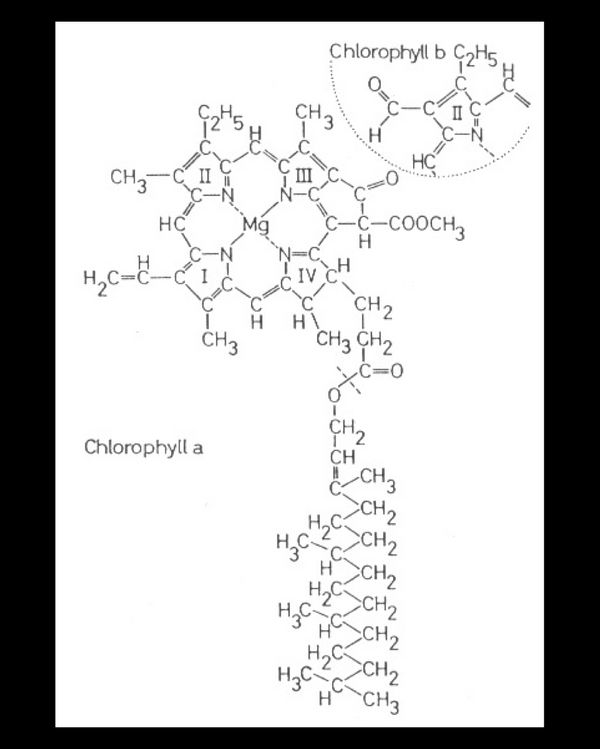 Chlorophyll b C2H5
O H
C C C C
II
H C N
HC
C2H5 H CH3
C C C C
CH3 C II C C III C C O
C N N C C
HC Mg C C COOCH3
C N N C H
H
H2C=C C I C C IV C H
C C C CH2
H H
CH3 CH3 CH2
C=O
O
CH2
Chlorophyll a
CH
C CH3
CH2
H2C
CH2
H3C C
H
CH2
H2C
CH2
H3C C
H
CH2
H2C
CH2
H3C C
H
CH3